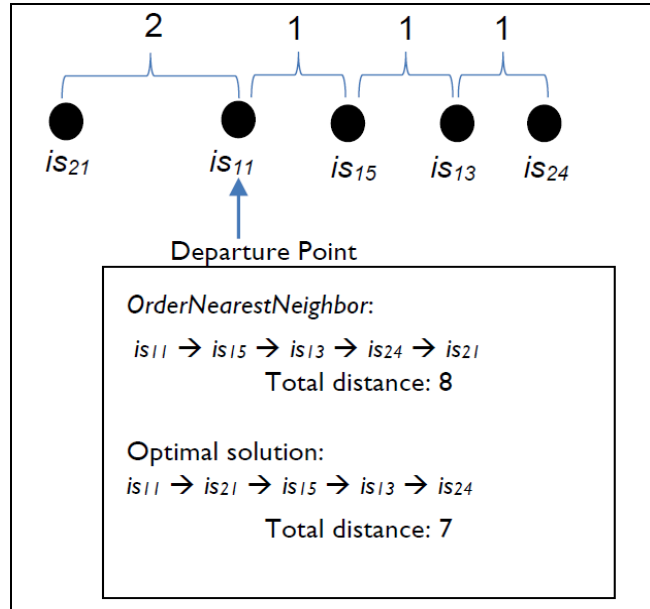 2 1 1 1
is21 is11 is15 is13 is24
Departure Point
OrderNearestNeighbor:
is11 → is15 → is13 → is24 → is21
Total distance: 8
Optimal solution:
is11 → is21 → is15 → is13 → is24
Total distance: 7